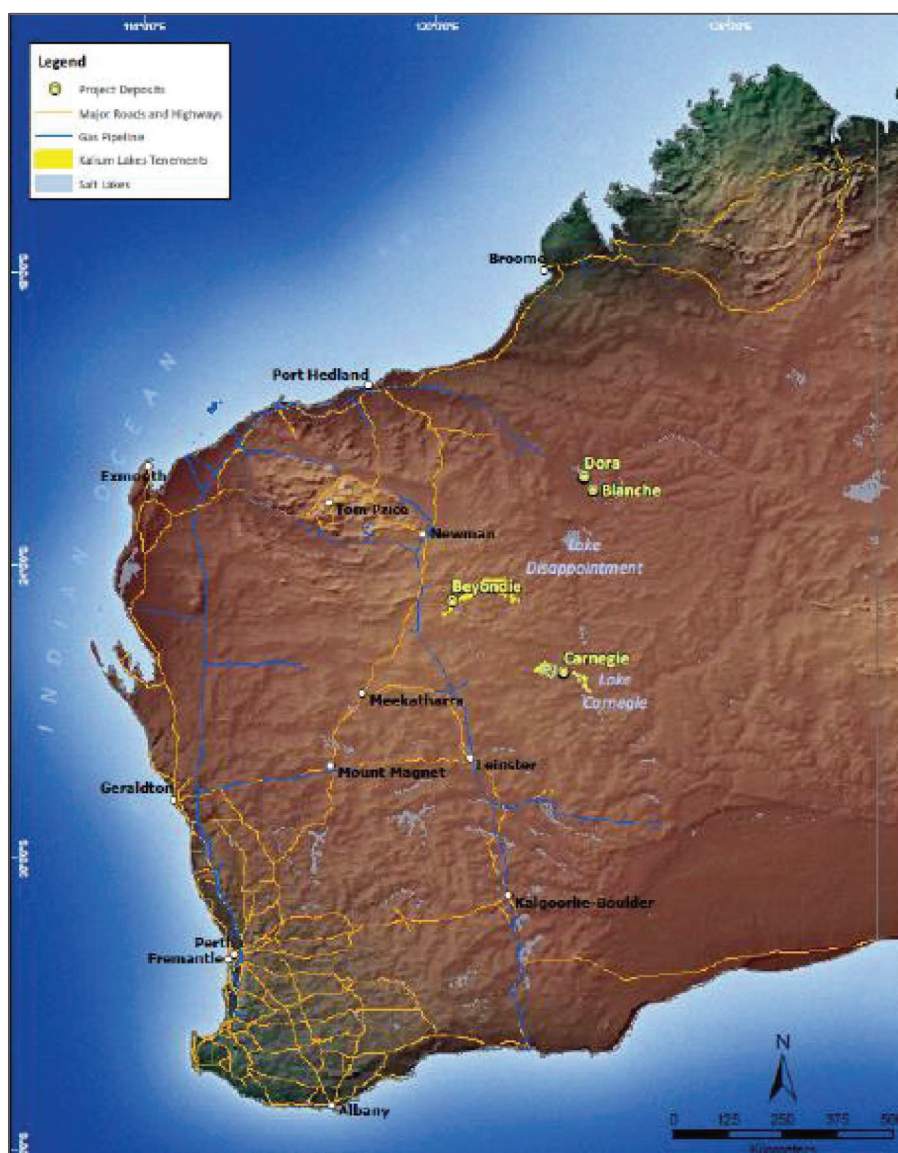 Legend
Project Deposits
Major Roads and Highways
Gas Pipeline
Kalium Lakes Tenements
Salt Lakes
Broome
Port Hedland
INDIAN OCEAN
Exmouth
Dora
Blanche
Tom Price
Newman
Lake
Disappointment
Beyondie
Carnegie
Lake
Carnegie
Meekatharra
Mount Magnet
Leinster
Geraldton
Kalgoorlie-Boulder
Perth
Fremantle
N
Albany
0 125 250 375 500
Kilometers